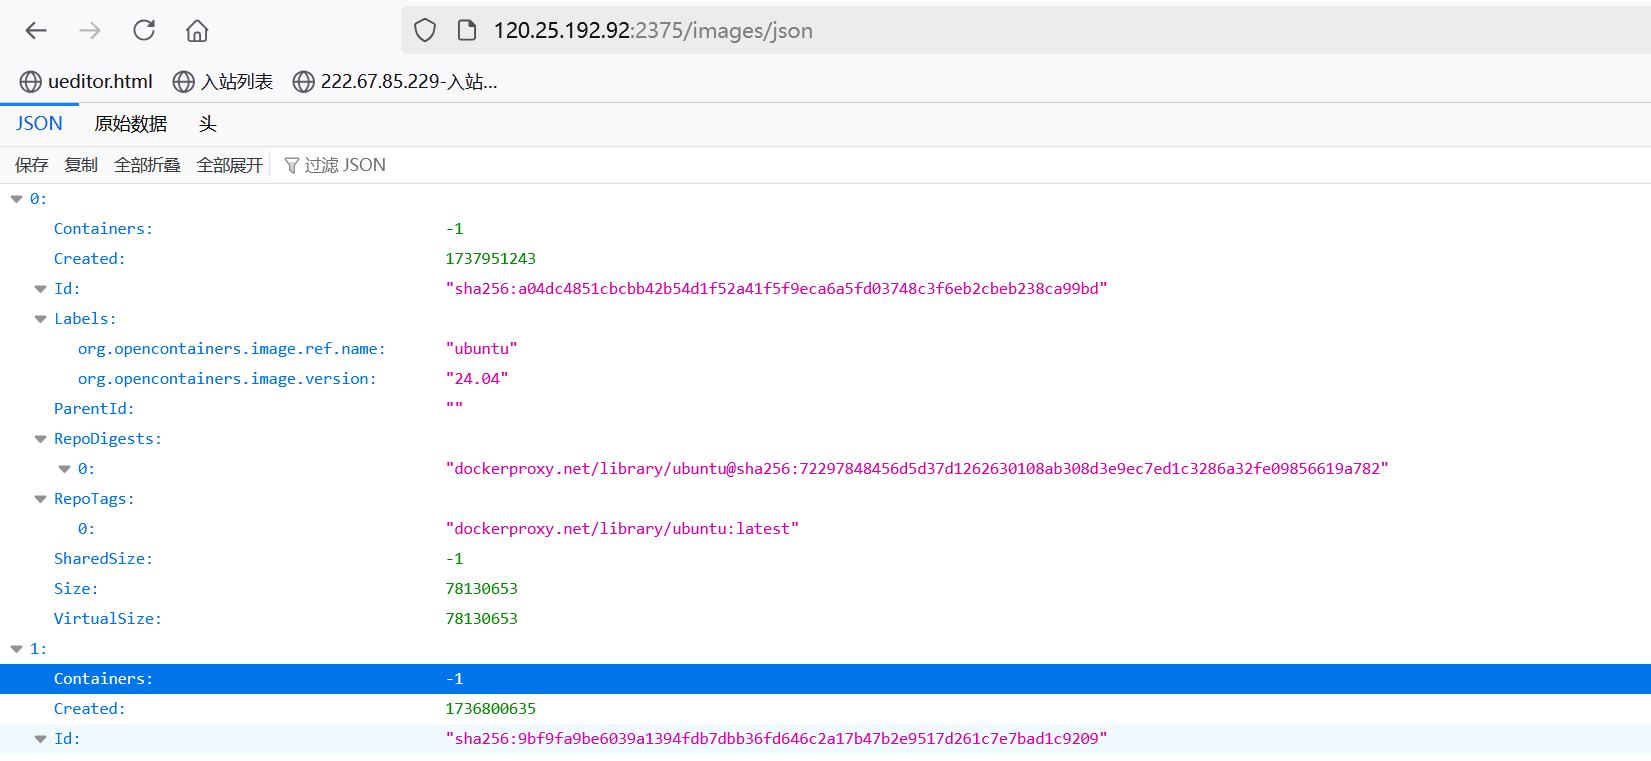 120.25.192.92:2375/images/json
ueditor.html 入站列表 222.67.85.229-入站...
JSON 原始数据 头
保存 复制 全部折叠 全部展开 过滤 JSON
0:
Containers: -1
Created: 1737951243
Id: "sha256:a04dc4851cbcbb42b54d1f52a41f5f9eca6a5fd03748c3f6eb2cbeb238ca99bd"
Labels:
org.opencontainers.image.ref.name: "ubuntu"
org.opencontainers.image.version: "24.04"
ParentId: ""
RepoDigests:
0: "dockerproxy.net/library/ubuntu@sha256:72297848456d5d37d1262630108ab308d3e9ec7ed1c3286a32fe09856619a782"
RepoTags:
0: "dockerproxy.net/library/ubuntu:latest"
SharedSize: -1
Size: 78130653
VirtualSize: 78130653
1:
Containers: -1
Created: 1736800635
Id: "sha256:9bf9fa9be6039a1394fdb7dbb36fd646c2a17b47b2e9517d261c7e7bad1c9209"